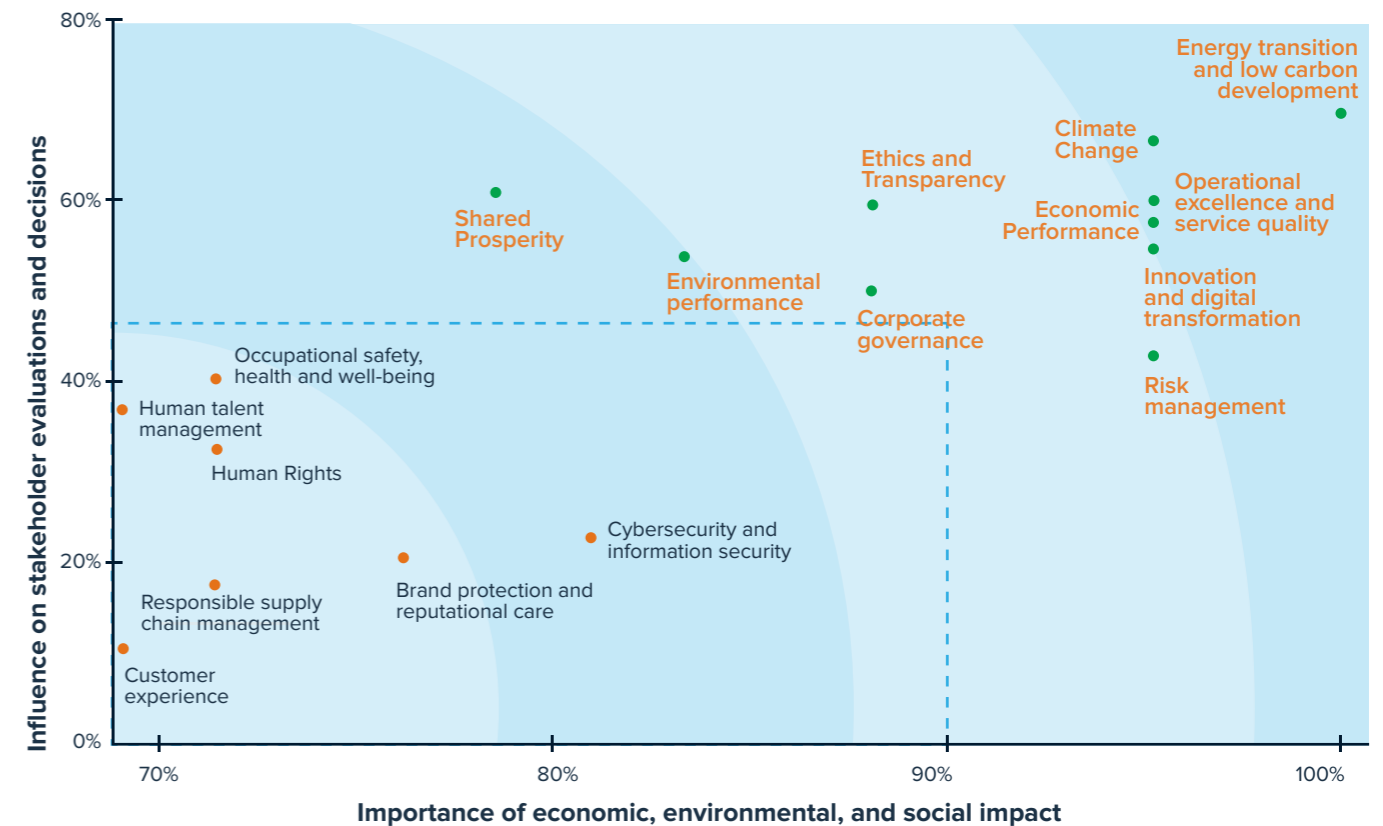 80%
60%
40%
20%
0%
Influence on stakeholder evaluations and decisions
Energy transition
and low carbon
development
Climate
Change
Ethics and
Transparency
Operational
excellence and
service quality
Economic
Performance
Shared
Prosperity
Environmental
performance
Innovation
and digital
transformation
Corporate
governance
Risk
management
Occupational safety,
health and well-being
Human talent
management
Human Rights
Cybersecurity and
information security
Brand protection and
reputational care
Responsible supply
chain management
Customer
experience
70%
80%
90%
100%
Importance of economic, environmental, and social impact